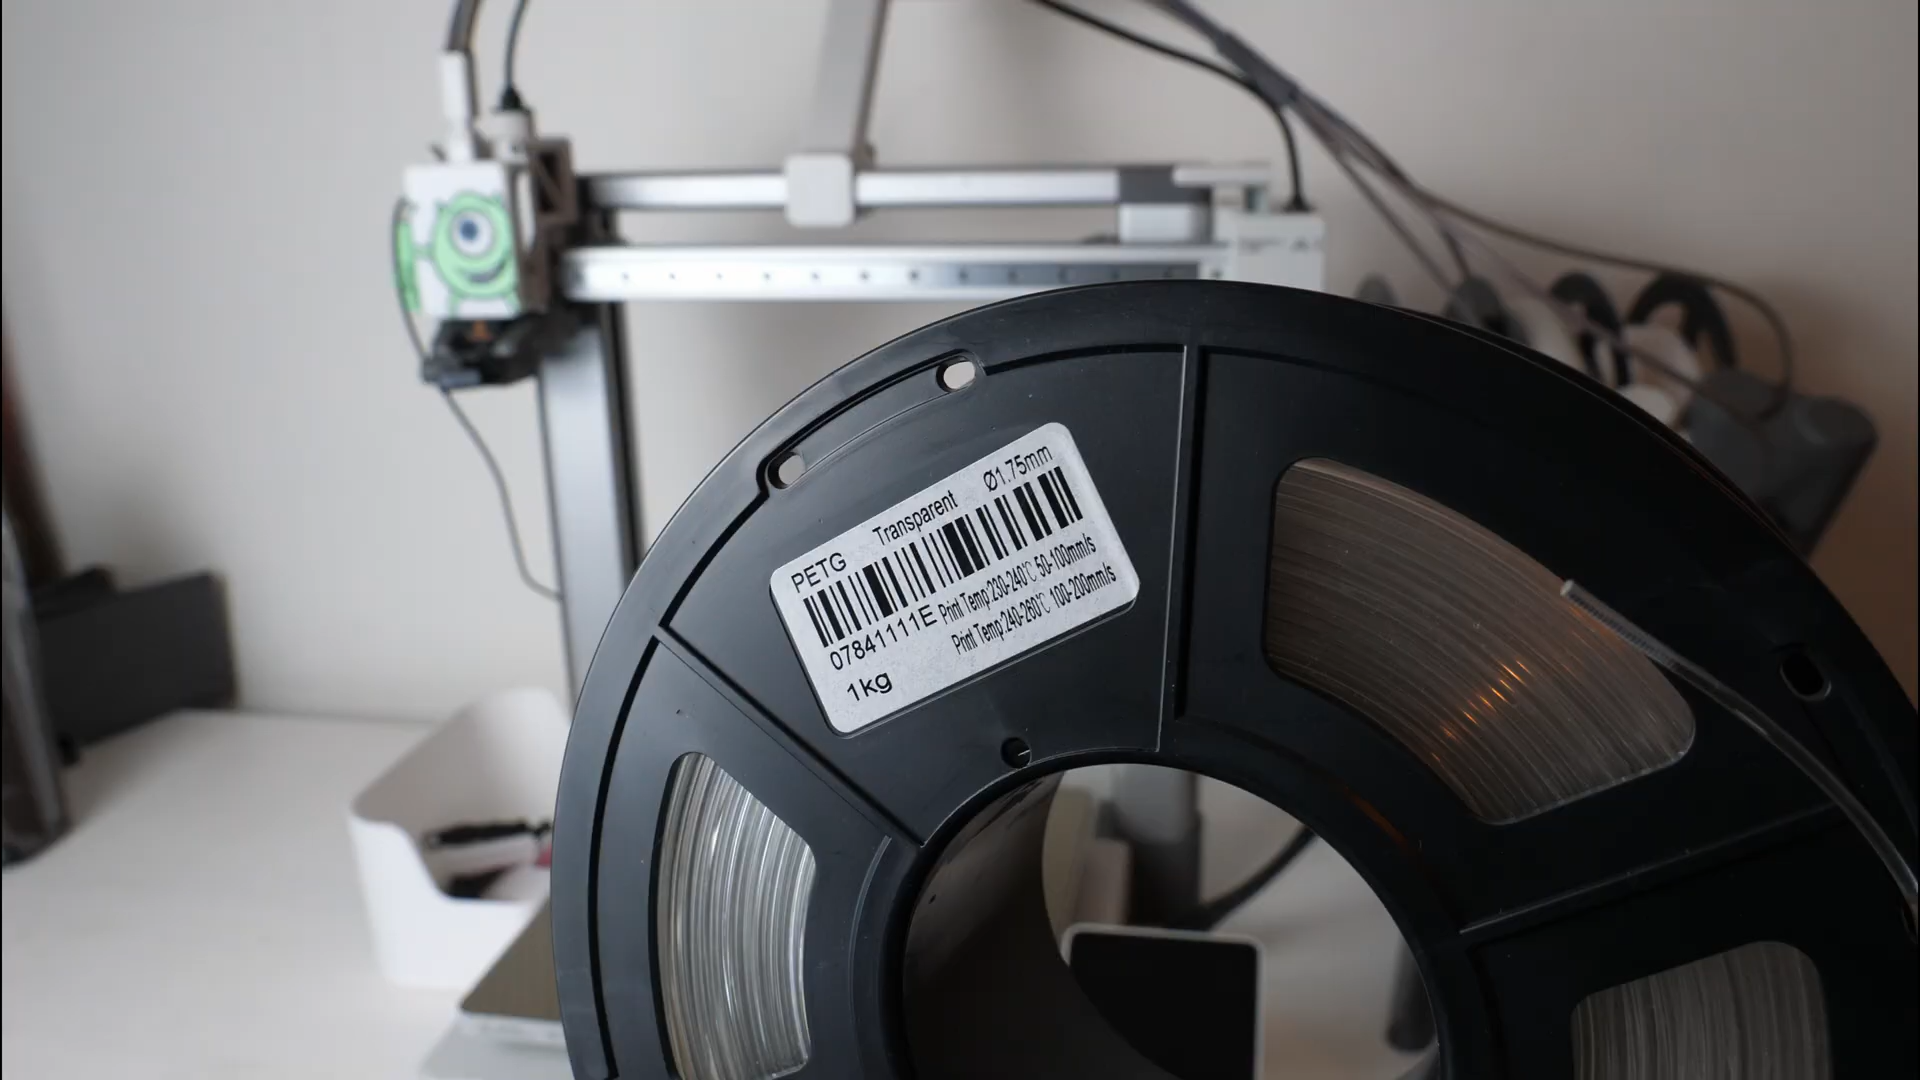 PETG Transparent Ø1.75mm
07841111E Print Temp:230-240℃ 50-100mm/s
Print Temp:240-260℃ 100-200mm/s
1kg